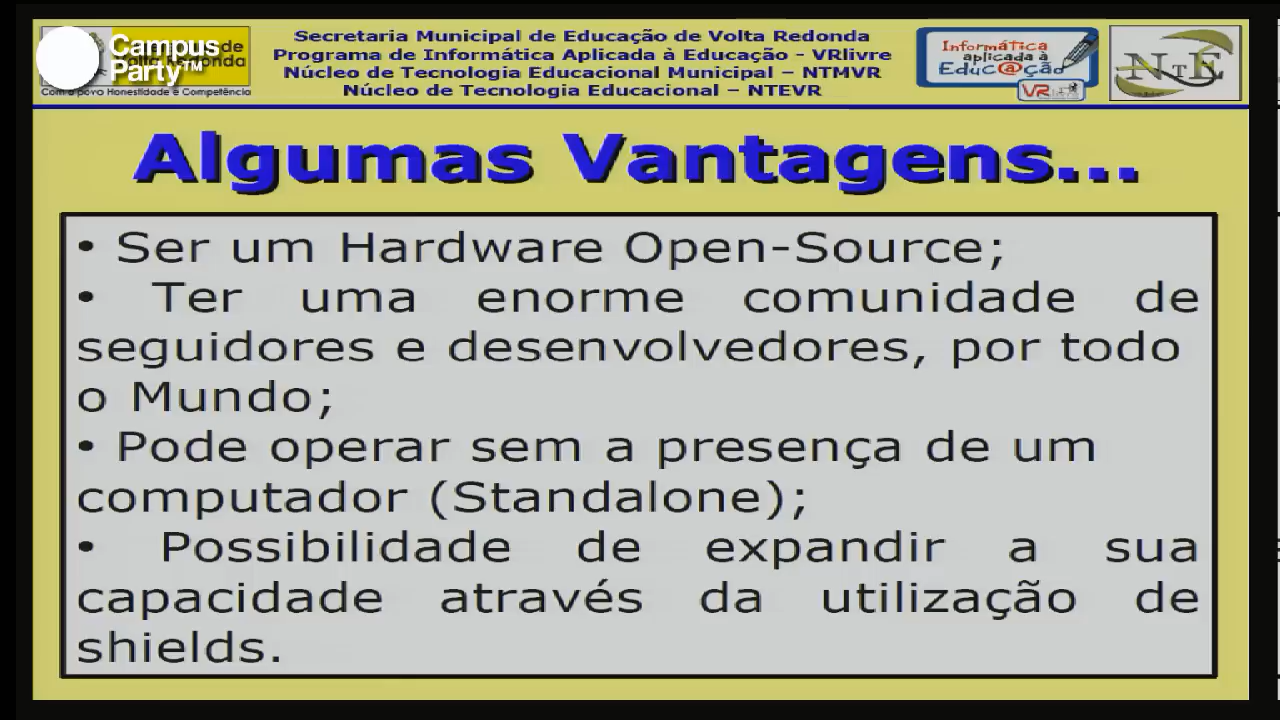 Campus
Party™
de
Volta Redonda
Com o povo Honestidade e Competência
Secretaria Municipal de Educação de Volta Redonda
Programa de Informática Aplicada à Educação - VRlivre
Núcleo de Tecnologia Educacional Municipal – NTMVR
Núcleo de Tecnologia Educacional – NTEVR
Informática
aplicada à
Educ@ção
VR
NTE
Algumas Vantagens...
• Ser um Hardware Open-Source;
• Ter uma enorme comunidade de
seguidores e desenvolvedores, por todo
o Mundo;
• Pode operar sem a presença de um
computador (Standalone);
• Possibilidade de expandir a sua
capacidade através da utilização de
shields.